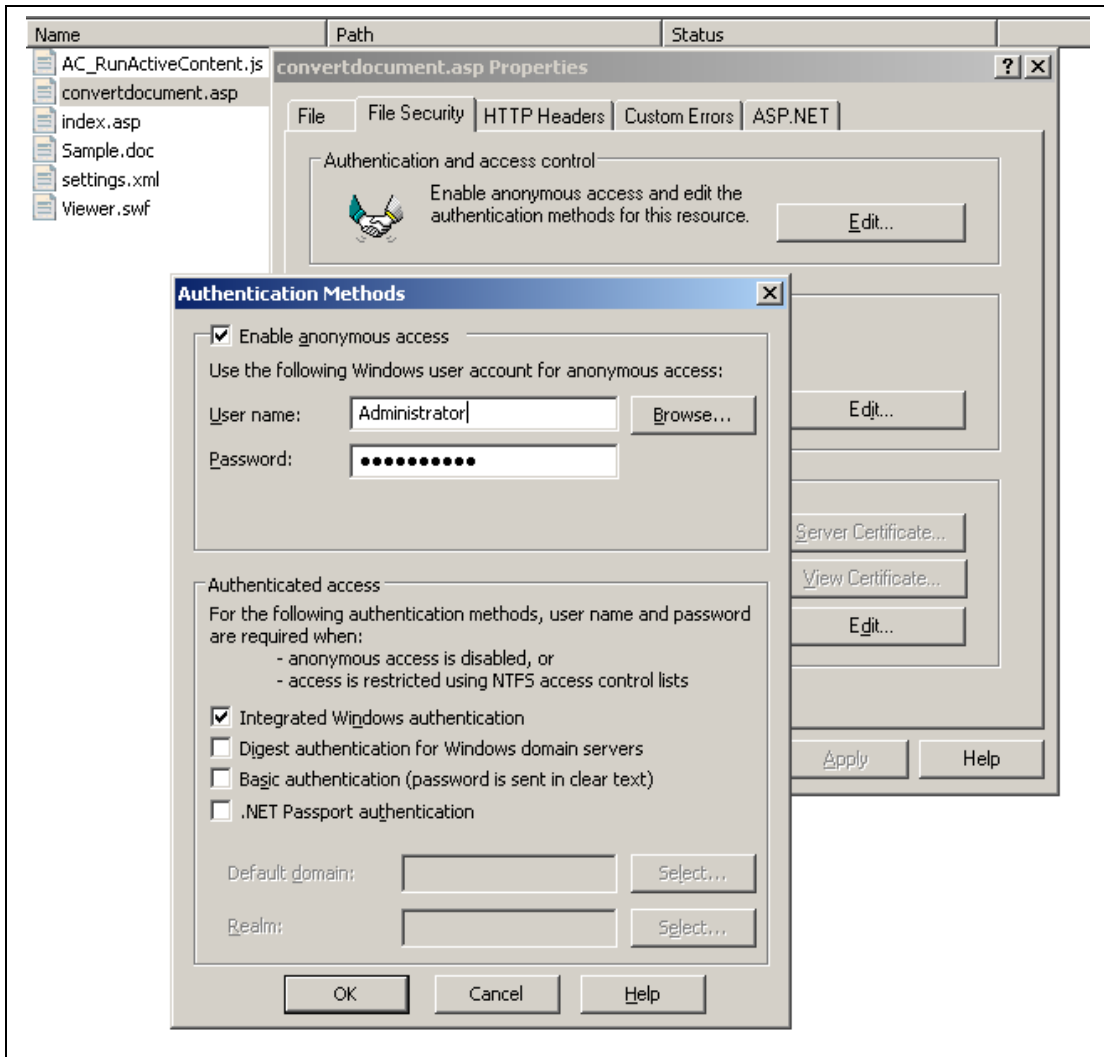 Name Path Status
AC_RunActiveContent.js
convertdocument.asp
index.asp
Sample.doc
settings.xml
Viewer.swf
convertdocument.asp Properties
File File Security HTTP Headers Custom Errors ASP.NET
Authentication and access control
Enable anonymous access and edit the
authentication methods for this resource.
Edit...
Edit...
Server Certificate...
View Certificate...
Edit...
Apply Help
Authentication Methods
Enable anonymous access
Use the following Windows user account for anonymous access:
User name: Administrator Browse...
Password: ●●●●●●●●●●
Authenticated access
For the following authentication methods, user name and password
are required when:
- anonymous access is disabled, or
- access is restricted using NTFS access control lists
Integrated Windows authentication
Digest authentication for Windows domain servers
Basic authentication (password is sent in clear text)
.NET Passport authentication
Default domain: Select...
Realm: Select...
OK Cancel Help